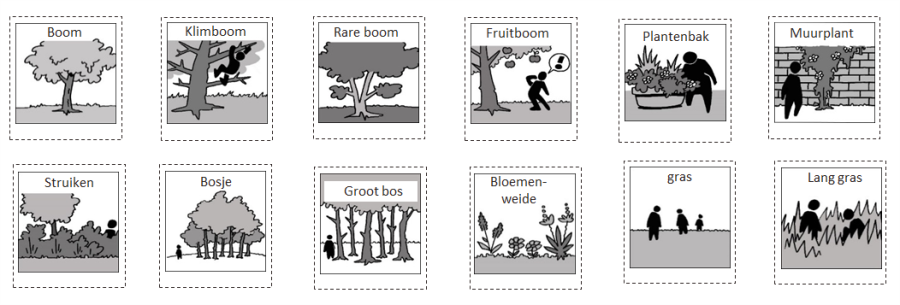 Boom
Klimboom
Rare boom
Fruitboom
Plantenbak
Muurplant
!
Struiken
Bosje
Groot bos
Bloemen-
weide
gras
Lang gras